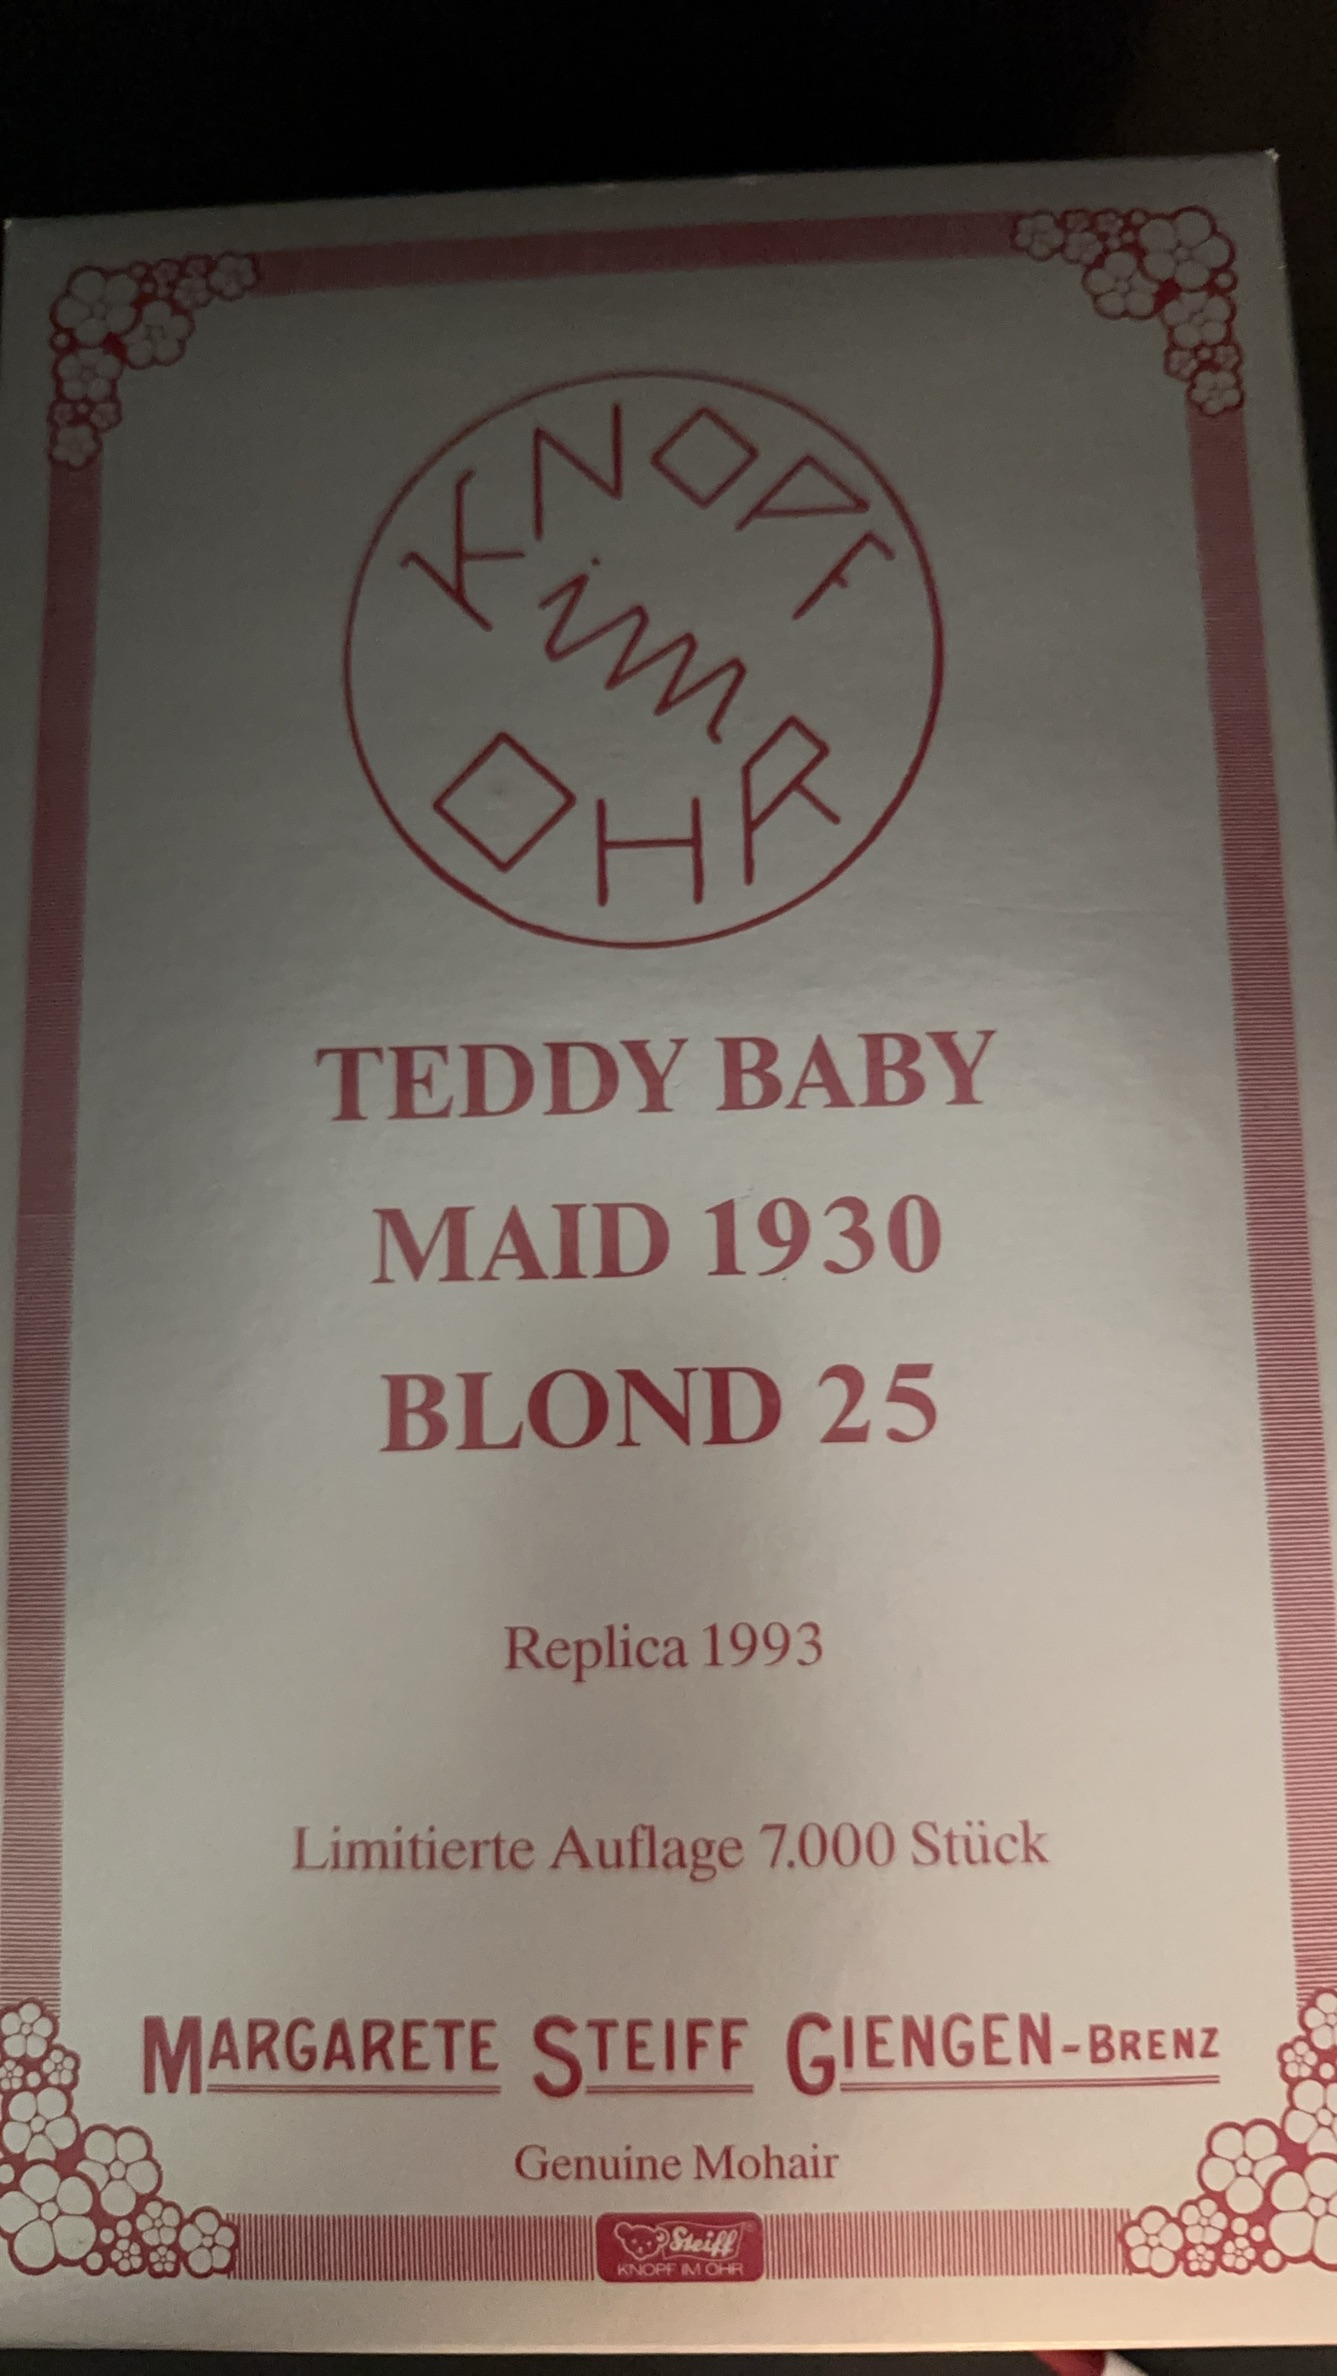 KNOPF
im
OHR
TEDDY BABY
MAID 1930
BLOND 25
Replica 1993
Limitierte Auflage 7.000 Stück
MARGARETE STEIFF GIENGEN-BRENZ
Genuine Mohair
Steiff
KNOPF IM OHR